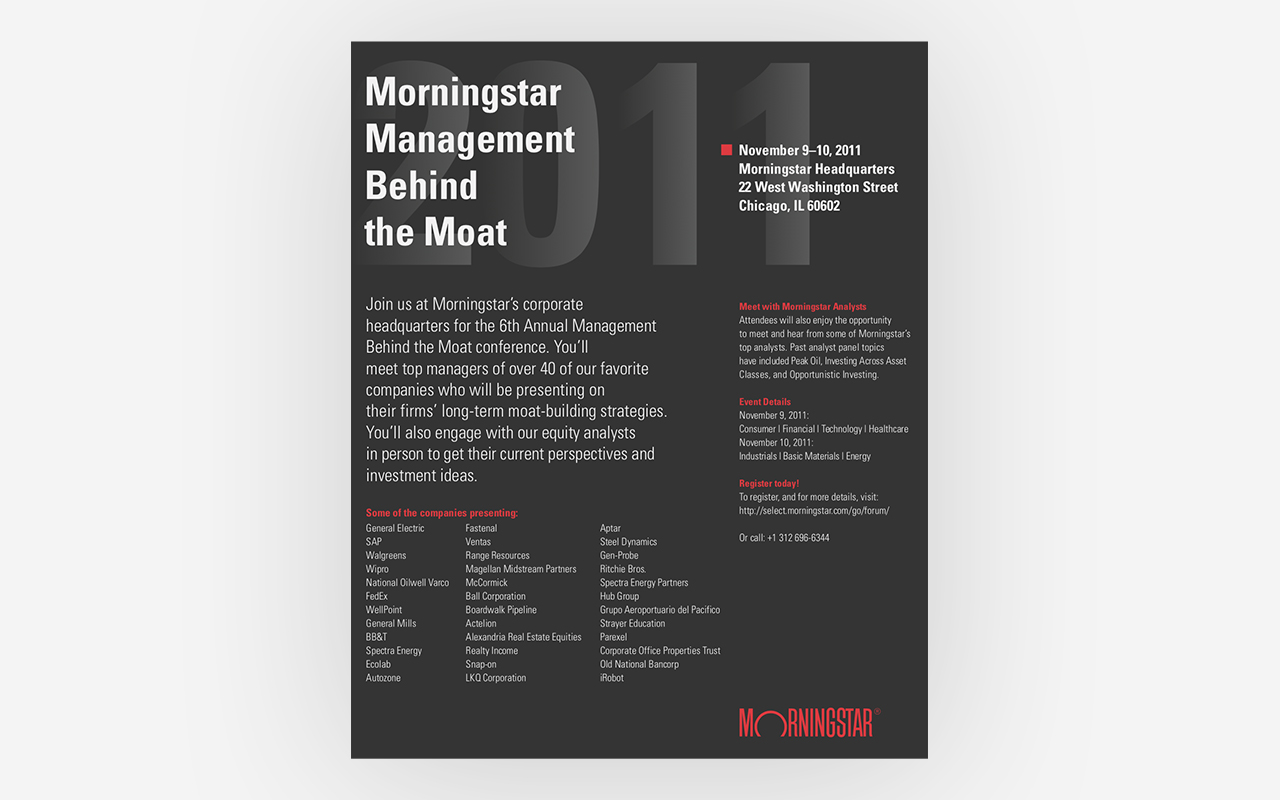 2011
Morningstar
Management
Behind
the Moat
November 9–10, 2011
Morningstar Headquarters
22 West Washington Street
Chicago, IL 60602
Join us at Morningstar’s corporate
headquarters for the 6th Annual Management
Behind the Moat conference. You’ll
meet top managers of over 40 of our favorite
companies who will be presenting on
their firms’ long-term moat-building strategies.
You’ll also engage with our equity analysts
in person to get their current perspectives and
investment ideas.
Some of the companies presenting:
General Electric
SAP
Walgreens
Wipro
National Oilwell Varco
FedEx
WellPoint
General Mills
BB&T
Spectra Energy
Ecolab
Autozone
Fastenal
Ventas
Range Resources
Magellan Midstream Partners
McCormick
Ball Corporation
Boardwalk Pipeline
Actelion
Alexandria Real Estate Equities
Realty Income
Snap-on
LKQ Corporation
Aptar
Steel Dynamics
Gen-Probe
Ritchie Bros.
Spectra Energy Partners
Hub Group
Grupo Aeroportuario del Pacifico
Strayer Education
Parexel
Corporate Office Properties Trust
Old National Bancorp
iRobot
Meet with Morningstar Analysts
Attendees will also enjoy the opportunity
to meet and hear from some of Morningstar’s
top analysts. Past analyst panel topics
have included Peak Oil, Investing Across Asset
Classes, and Opportunistic Investing.
Event Details
November 9, 2011:
Consumer | Financial | Technology | Healthcare
November 10, 2011:
Industrials | Basic Materials | Energy
Register today!
To register, and for more details, visit:
http://select.morningstar.com/go/forum/
Or call: +1 312 696-6344
MORNINGSTAR®